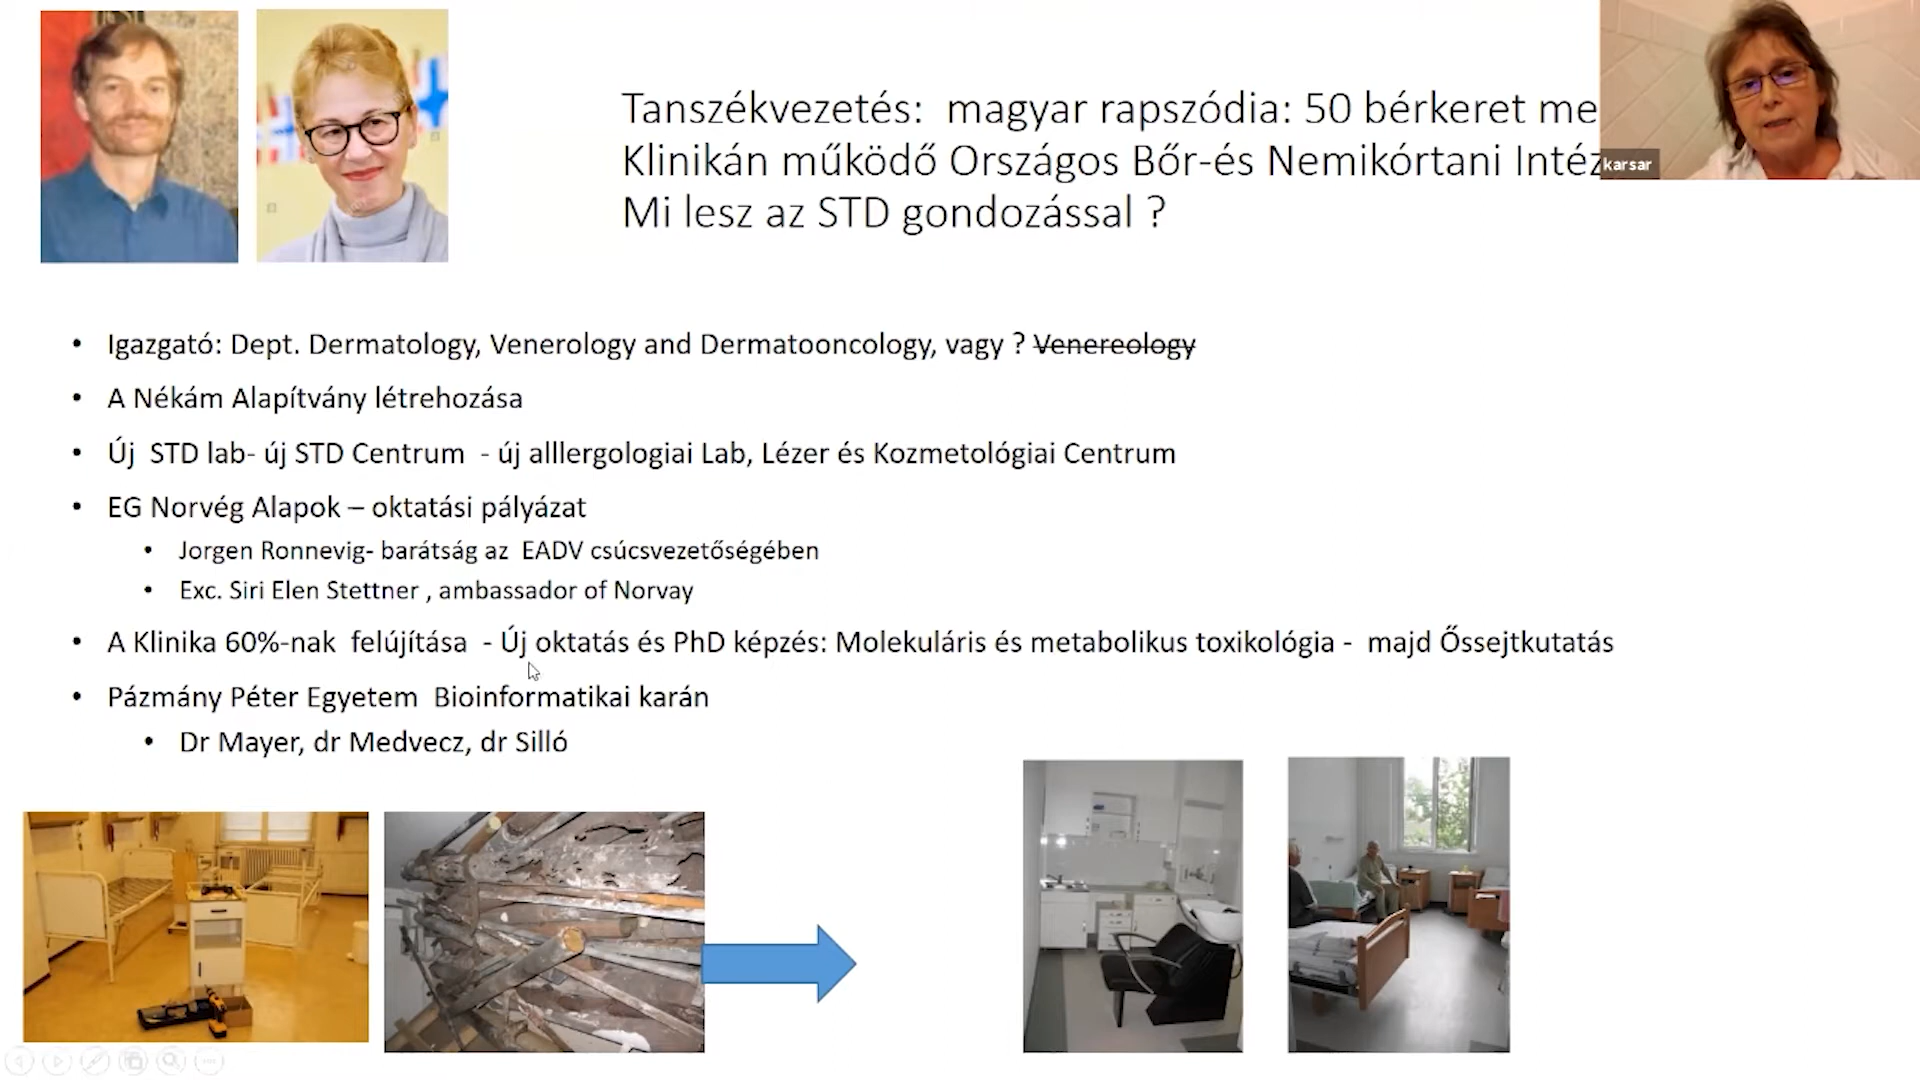 Tanszékvezetés: magyar rapszódia: 50 bérkeret me
Klinikán működő Országos Bőr-és Nemikórtani Intéz
Mi lesz az STD gondozással ?
karsar
• Igazgató: Dept. Dermatology, Venerology and Dermatooncology, vagy ? Venereology
• A Nékám Alapítvány létrehozása
• Új STD lab- új STD Centrum - új alllergologiai Lab, Lézer és Kozmetológiai Centrum
• EG Norvég Alapok – oktatási pályázat
• Jorgen Ronnevig- barátság az EADV csúcsvezetőségében
• Exc. Siri Elen Stettner , ambassador of Norvay
• A Klinika 60%-nak felújítása - Új oktatás és PhD képzés: Molekuláris és metabolikus toxikológia - majd Őssejtkutatás
• Pázmány Péter Egyetem Bioinformatikai karán
• Dr Mayer, dr Medvecz, dr Silló